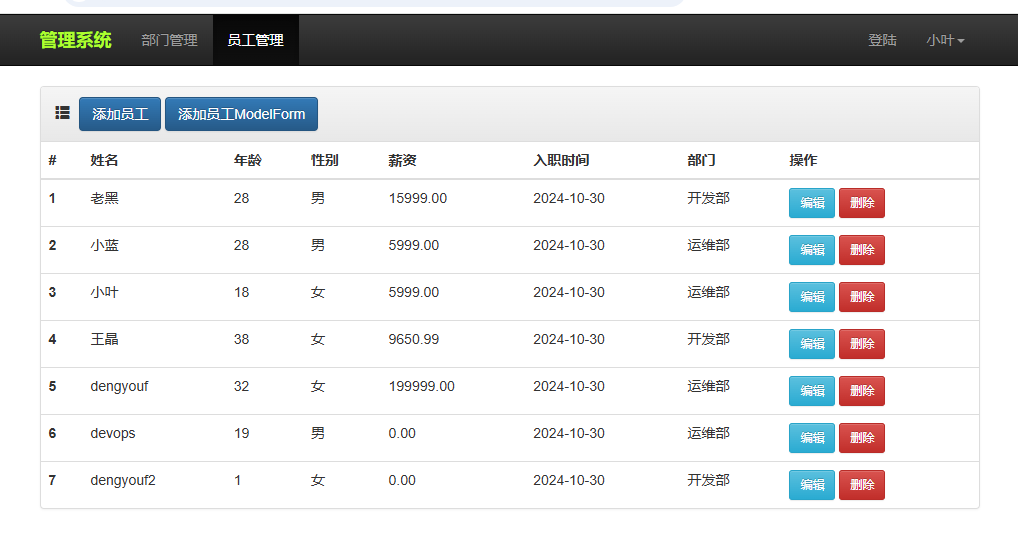 管理系统 部门管理 员工管理 登陆 小叶
添加员工 添加员工ModelForm
# 姓名 年龄 性别 薪资 入职时间 部门 操作
1 老黑 28 男 15999.00 2024-10-30 开发部 编辑 删除
2 小蓝 28 男 5999.00 2024-10-30 运维部 编辑 删除
3 小叶 18 女 5999.00 2024-10-30 运维部 编辑 删除
4 王晶 38 女 9650.99 2024-10-30 开发部 编辑 删除
5 dengyouf 32 女 199999.00 2024-10-30 运维部 编辑 删除
6 devops 19 男 0.00 2024-10-30 运维部 编辑 删除
7 dengyouf2 1 女 0.00 2024-10-30 开发部 编辑 删除